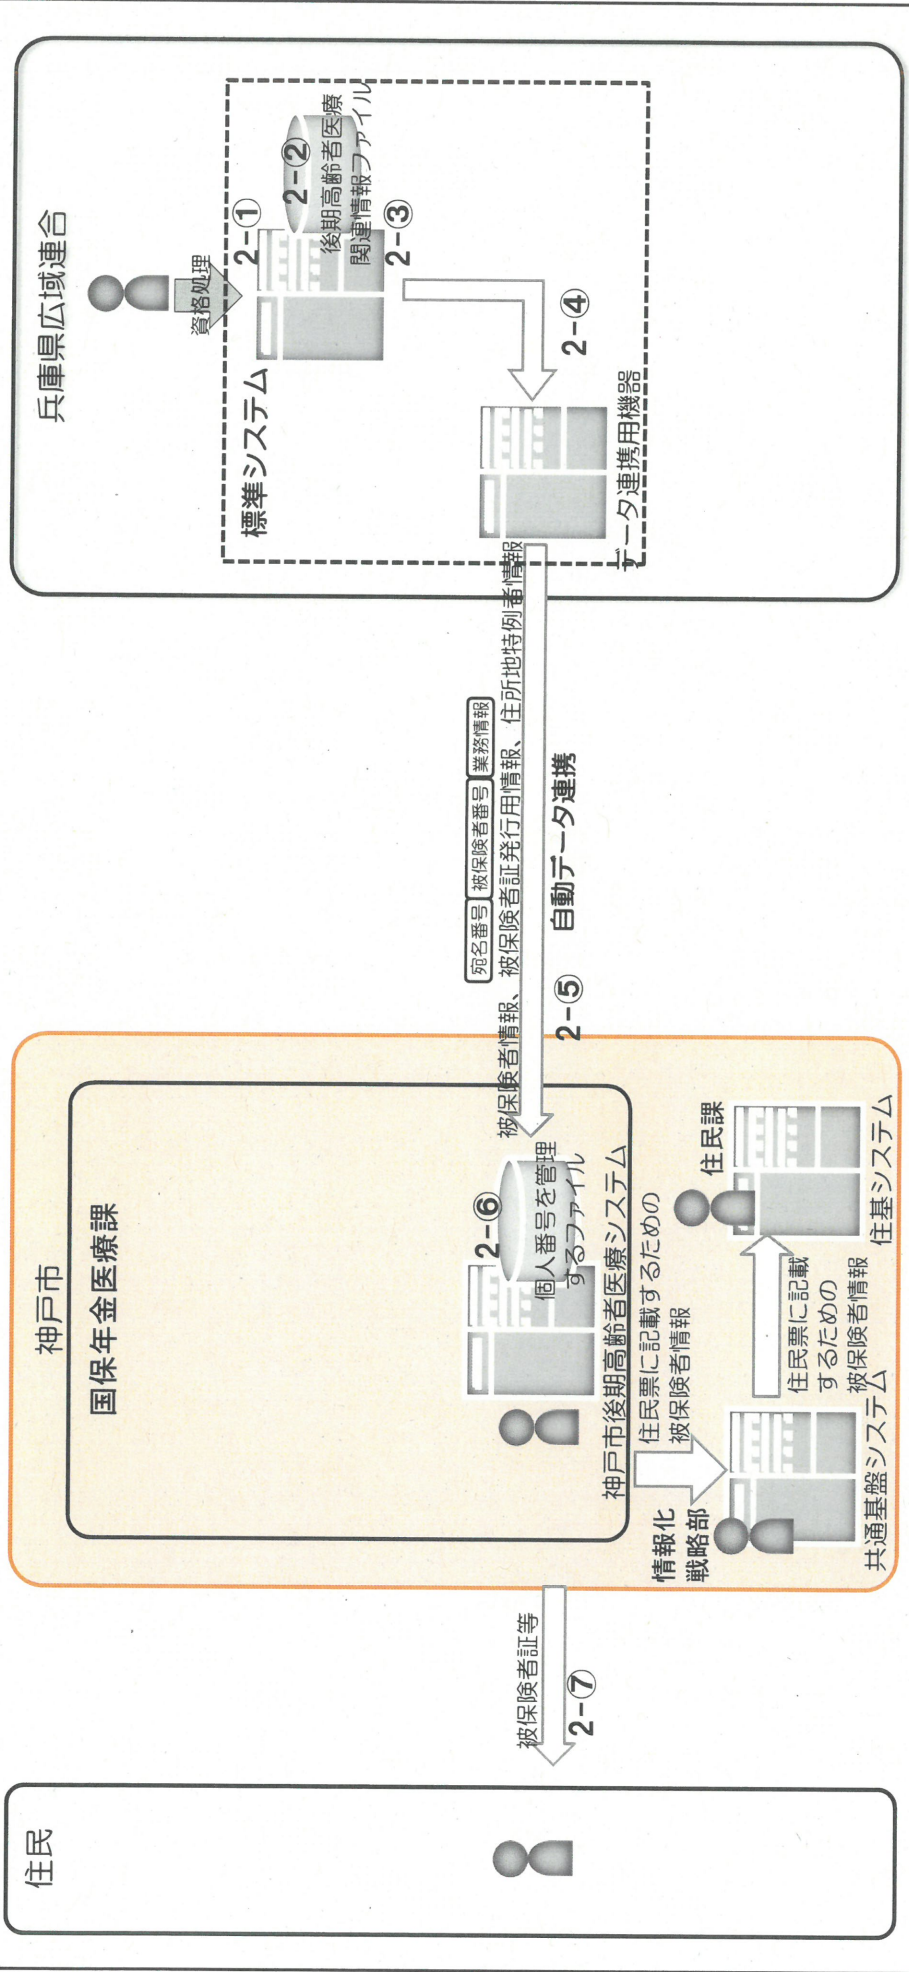 住民
被保険者証等
2-⑦
神戸市
国保年金医療課
2-⑥
個人番号を管理
するファイル
神戸市後期高齢者医療システム
住民票に記載するための
被保険者情報
情報化
戦略部
共通基盤システム
住民票に記載
するための
被保険者情報
住民課
住基システム
宛名番号
被保険者番号
業務情報
被保険者情報、被保険者証発行用情報、住所地特例者情報
自動データ連携
2-⑤
兵庫県広域連合
資格処理
標準システム
2-①
2-②
後期高齢者医療
関連情報ファイル
2-③
2-④
データ連携用機器